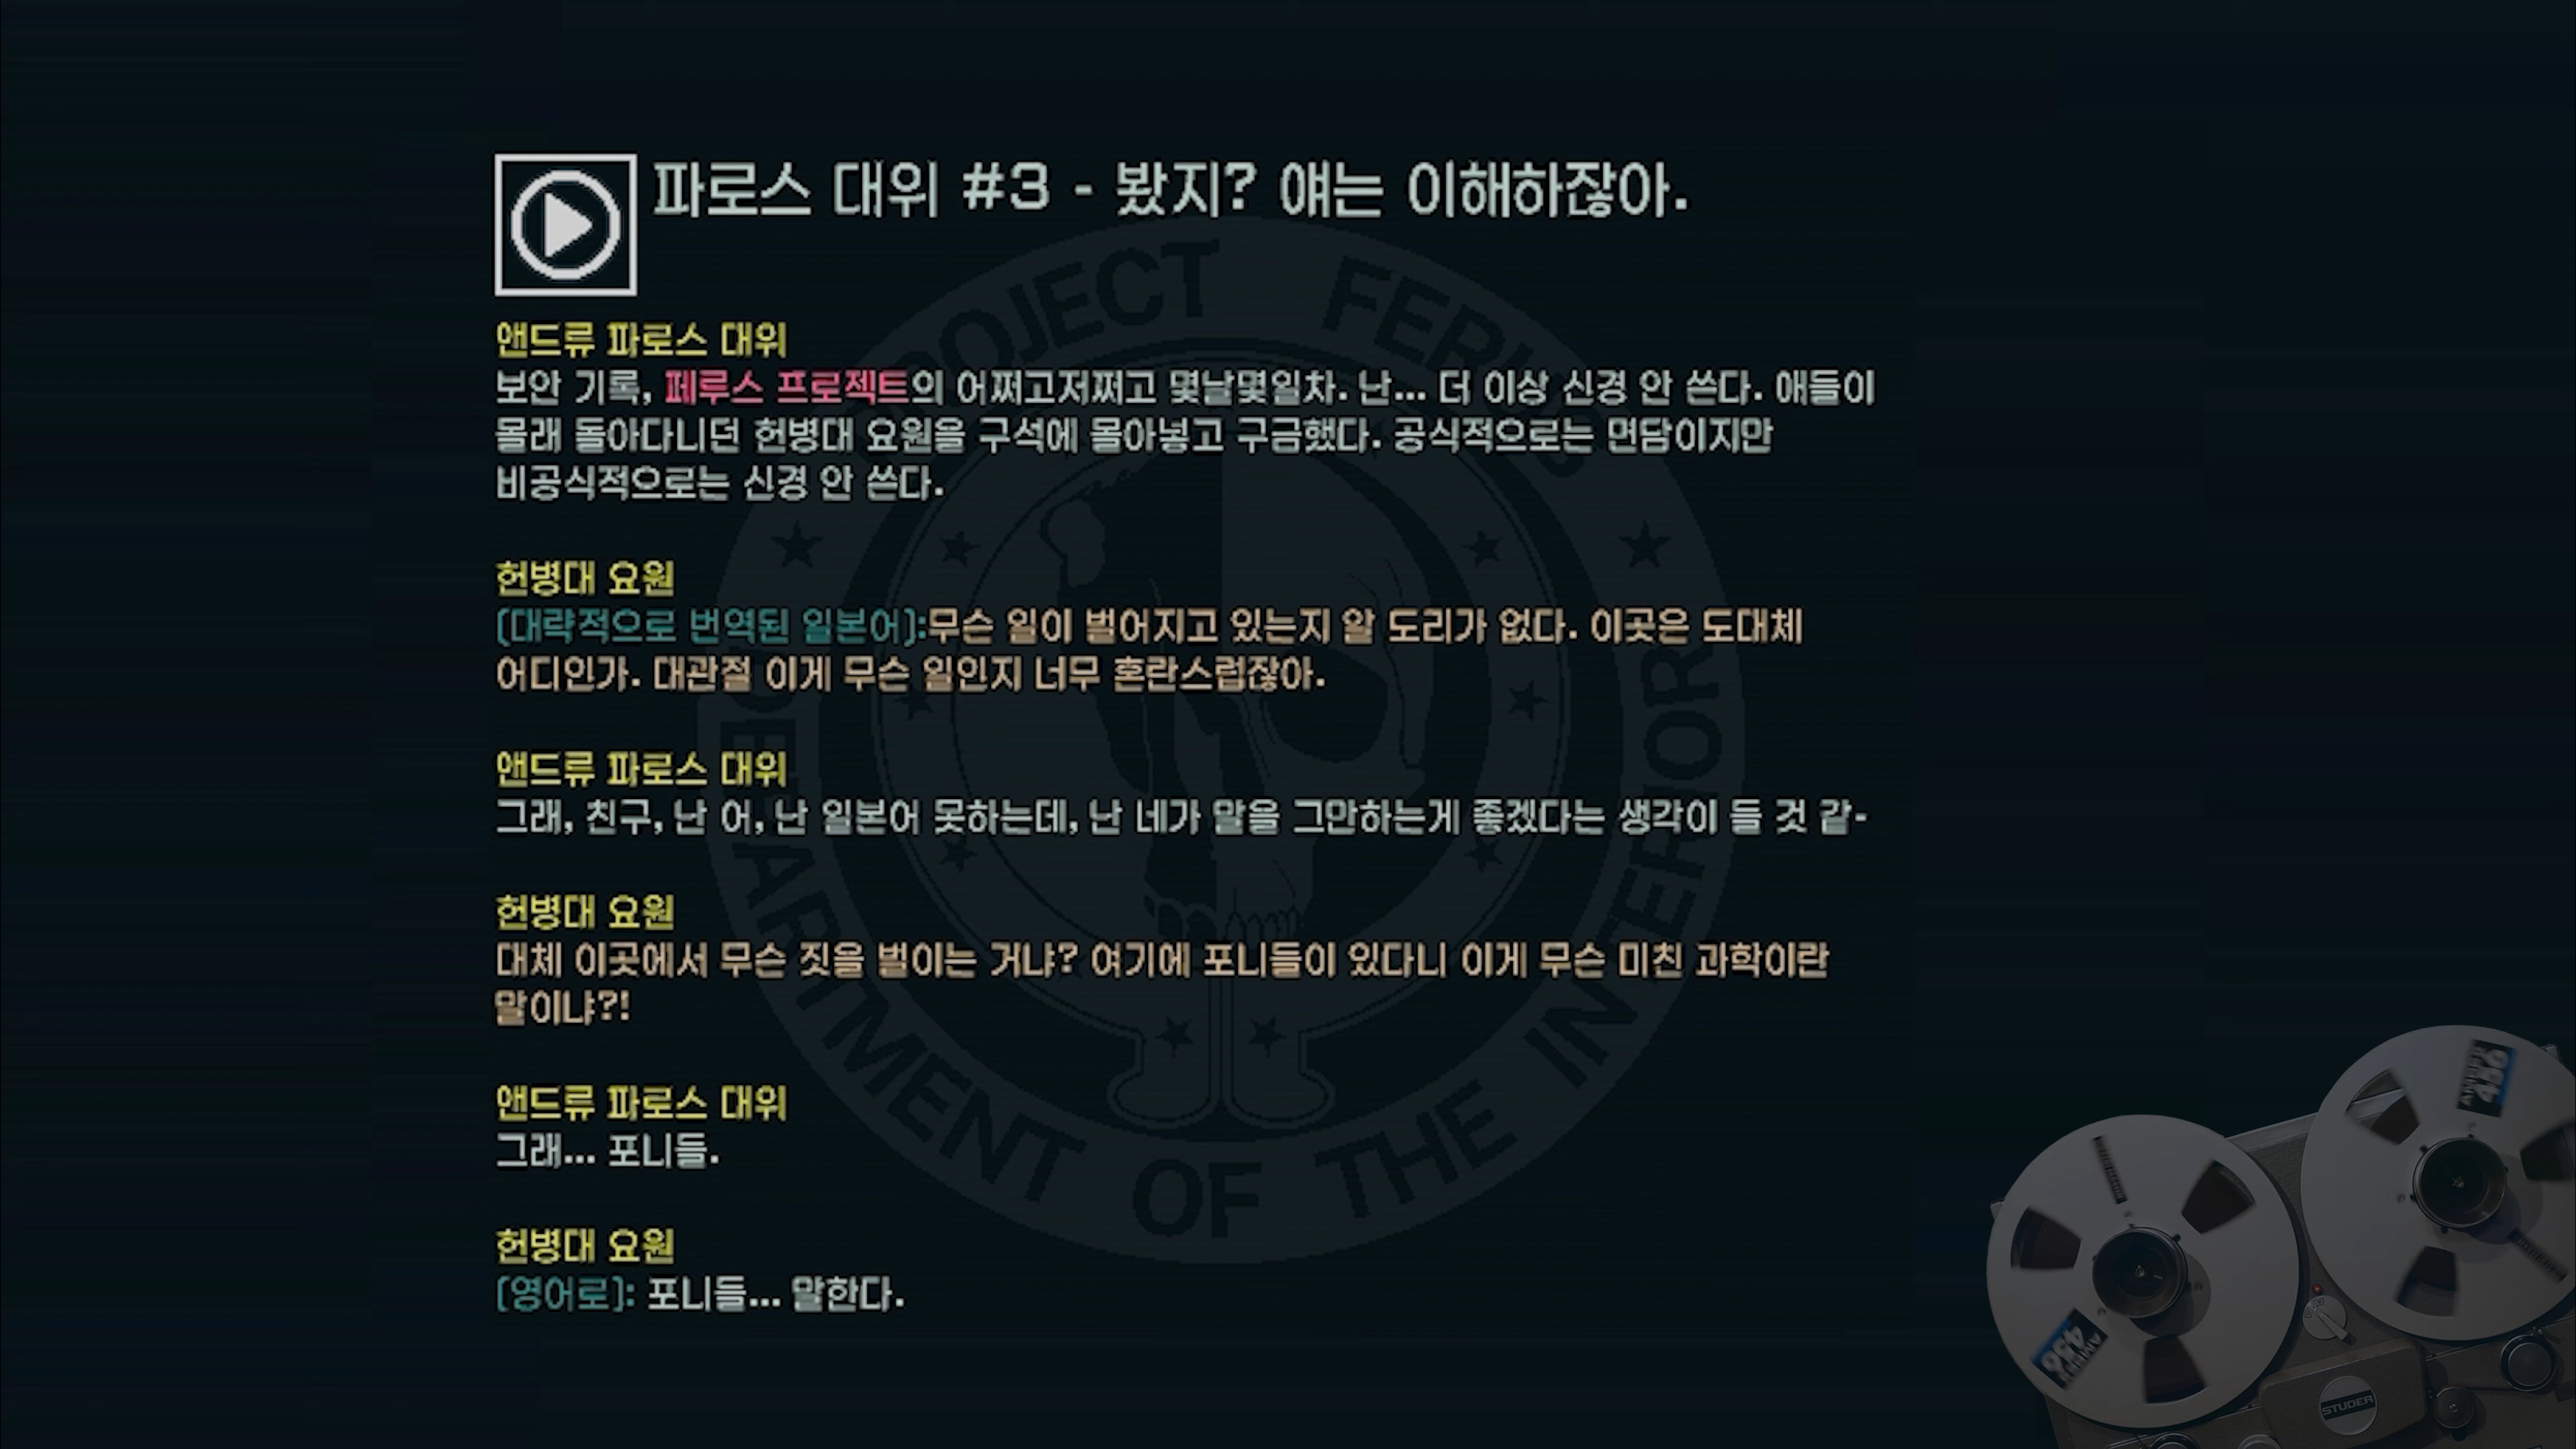 파로스 대위 #3 - 봤지? 얘는 이해하잖아.
앤드류 파로스 대위
보안 기록, 페루스 프로젝트의 어쩌고저쩌고 몇날몇일차. 난... 더 이상 신경 안 쓴다. 애들이
몰래 돌아다니던 헌병대 요원을 구석에 몰아넣고 구금했다. 공식적으로는 면담이지만
비공식적으로는 신경 안 쓴다.
헌병대 요원
[대략적으로 번역된 일본어]:무슨 일이 벌어지고 있는지 알 도리가 없다. 이곳은 도대체
어디인가. 대관절 이게 무슨 일인지 너무 혼란스럽잖아.
앤드류 파로스 대위
그래, 친구, 난 어, 난 일본어 못하는데, 난 네가 말을 그만하는게 좋겠다는 생각이 들 것 같-
헌병대 요원
대체 이곳에서 무슨 짓을 벌이는 거냐? 여기에 포니들이 있다니 이게 무슨 미친 과학이란
말이냐?!
앤드류 파로스 대위
그래... 포니들.
헌병대 요원
[영어로]: 포니들... 말한다.
PROJECT FERUS
DEPARTMENT OF THE INTERIOR
AMPEX
456
AMPEX
456
STUDER